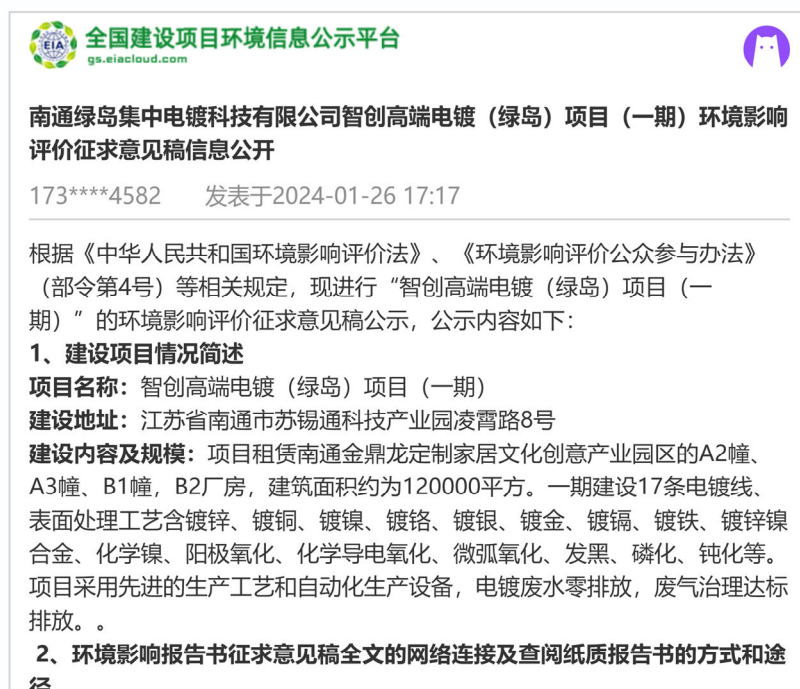 EIA
全国建设项目环境信息公示平台
gs.eiacloud.com
南通绿岛集中电镀科技有限公司智创高端电镀（绿岛）项目（一期）环境影响
评价征求意见稿信息公开
173****4582 发表于2024-01-26 17:17
根据《中华人民共和国环境影响评价法》、《环境影响评价公众参与办法》
（部令第4号）等相关规定，现进行“智创高端电镀（绿岛）项目（一
期）”的环境影响评价征求意见稿公示，公示内容如下：
1、建设项目情况简述
项目名称：智创高端电镀（绿岛）项目（一期）
建设地址：江苏省南通市苏锡通科技产业园凌霄路8号
建设内容及规模：项目租赁南通金鼎龙定制家居文化创意产业园区的A2幢、
A3幢、B1幢，B2厂房，建筑面积约为120000平方。一期建设17条电镀线、
表面处理工艺含镀锌、镀铜、镀镍、镀铬、镀银、镀金、镀镉、镀铁、镀锌镍
合金、化学镍、阳极氧化、化学导电氧化、微弧氧化、发黑、磷化、钝化等。
项目采用先进的生产工艺和自动化生产设备，电镀废水零排放，废气治理达标
排放。。
2、环境影响报告书征求意见稿全文的网络连接及查阅纸质报告书的方式和途
径